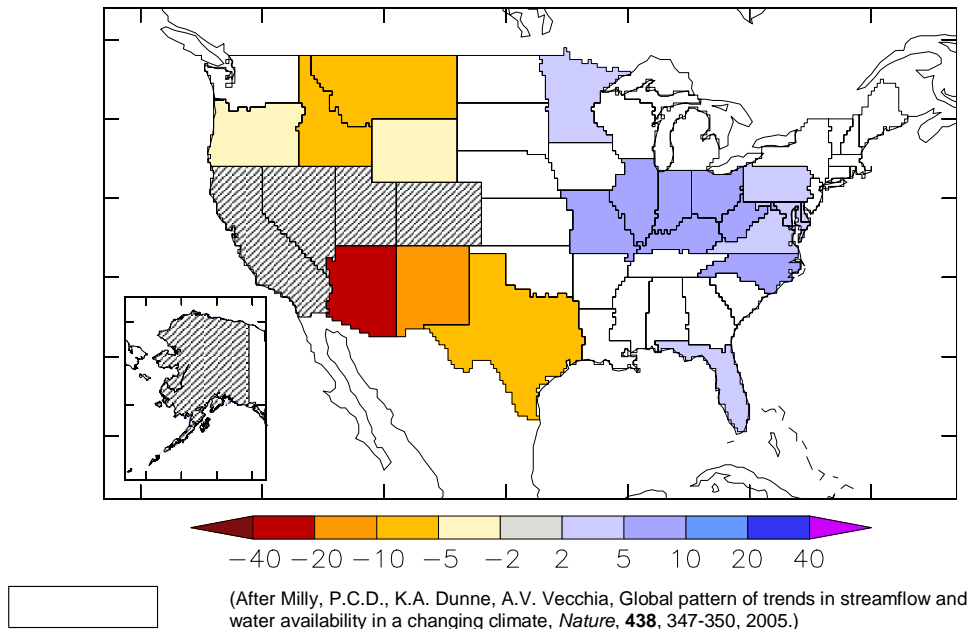 −40 −20 −10 −5 −2 2 5 10 20 40
(After Milly, P.C.D., K.A. Dunne, A.V. Vecchia, Global pattern of trends in streamflow and
water availability in a changing climate, Nature, 438, 347-350, 2005.)